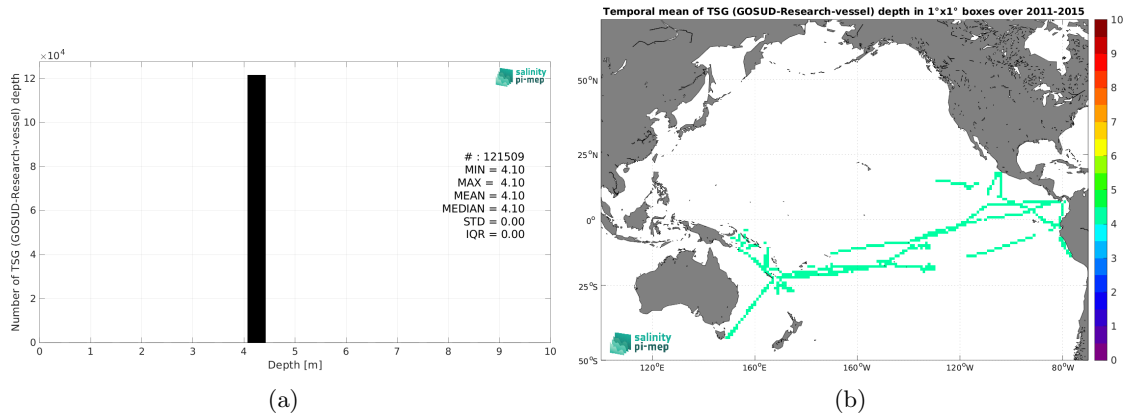 ×10⁴
12
10
8
6
4
2
0
Number of TSG (GOSUD-Research-vessel) depth
salinity
pi-mep
# : 121509
MIN = 4.10
MAX = 4.10
MEAN = 4.10
MEDIAN = 4.10
STD = 0.00
IQR = 0.00
0 1 2 3 4 5 6 7 8 9 10
Depth [m]
(a)
Temporal mean of TSG (GOSUD-Research-vessel) depth in 1°x1° boxes over 2011-2015
50°N
25°N
0°
25°S
50°S
120°E 160°E 160°W 120°W 80°W
salinity
pi-mep
10
9
8
7
6
5
4
3
2
1
0
(b)